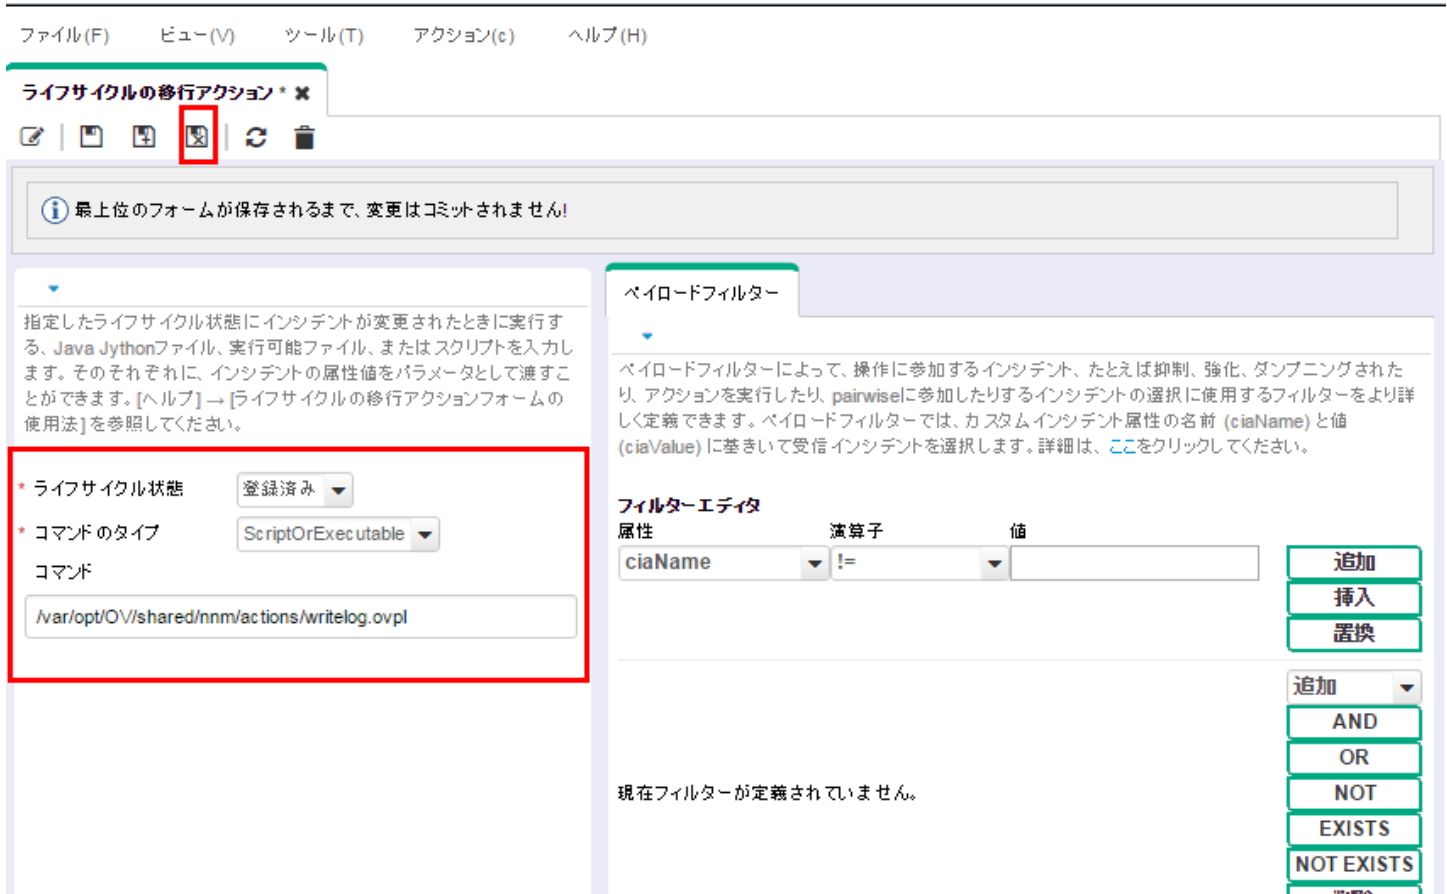 ファイル(F) ビュー(V) ツール(T) アクション(c) ヘルプ(H)
ライフサイクルの移行アクション * ✖
最上位のフォームが保存されるまで、変更はコミットされません!
指定したライフサイクル状態にインシデントが変更されたときに実行す
る、Java Jythonファイル、実行可能ファイル、またはスクリプトを入力し
ます。そのそれぞれに、インシデントの属性値をパラメータとして渡すこ
とができます。[ヘルプ] → [ライフサイクルの移行アクションフォームの
使用法] を参照してください。
* ライフサイクル状態 登録済み
* コマンドのタイプ ScriptOrExecutable
コマンド
/var/opt/OV/shared/nnm/actions/writelog.ovpl
ペイロードフィルター
ペイロードフィルターによって、操作に参加するインシデント、たとえば抑制、強化、ダンプニングされた
り、アクションを実行したり、pairwiseに参加したりするインシデントの選択に使用するフィルターをより詳
しく定義できます。ペイロードフィルターでは、カスタムインシデント属性の名前 (ciaName) と値
(ciaValue) に基きいて受信インシデントを選択します。詳細は、ここをクリックしてください。
フィルターエディタ
属性 演算子 値
ciaName != 追加
挿入
置換
追加
AND
OR
現在フィルターが定義されていません。 NOT
EXISTS
NOT EXISTS